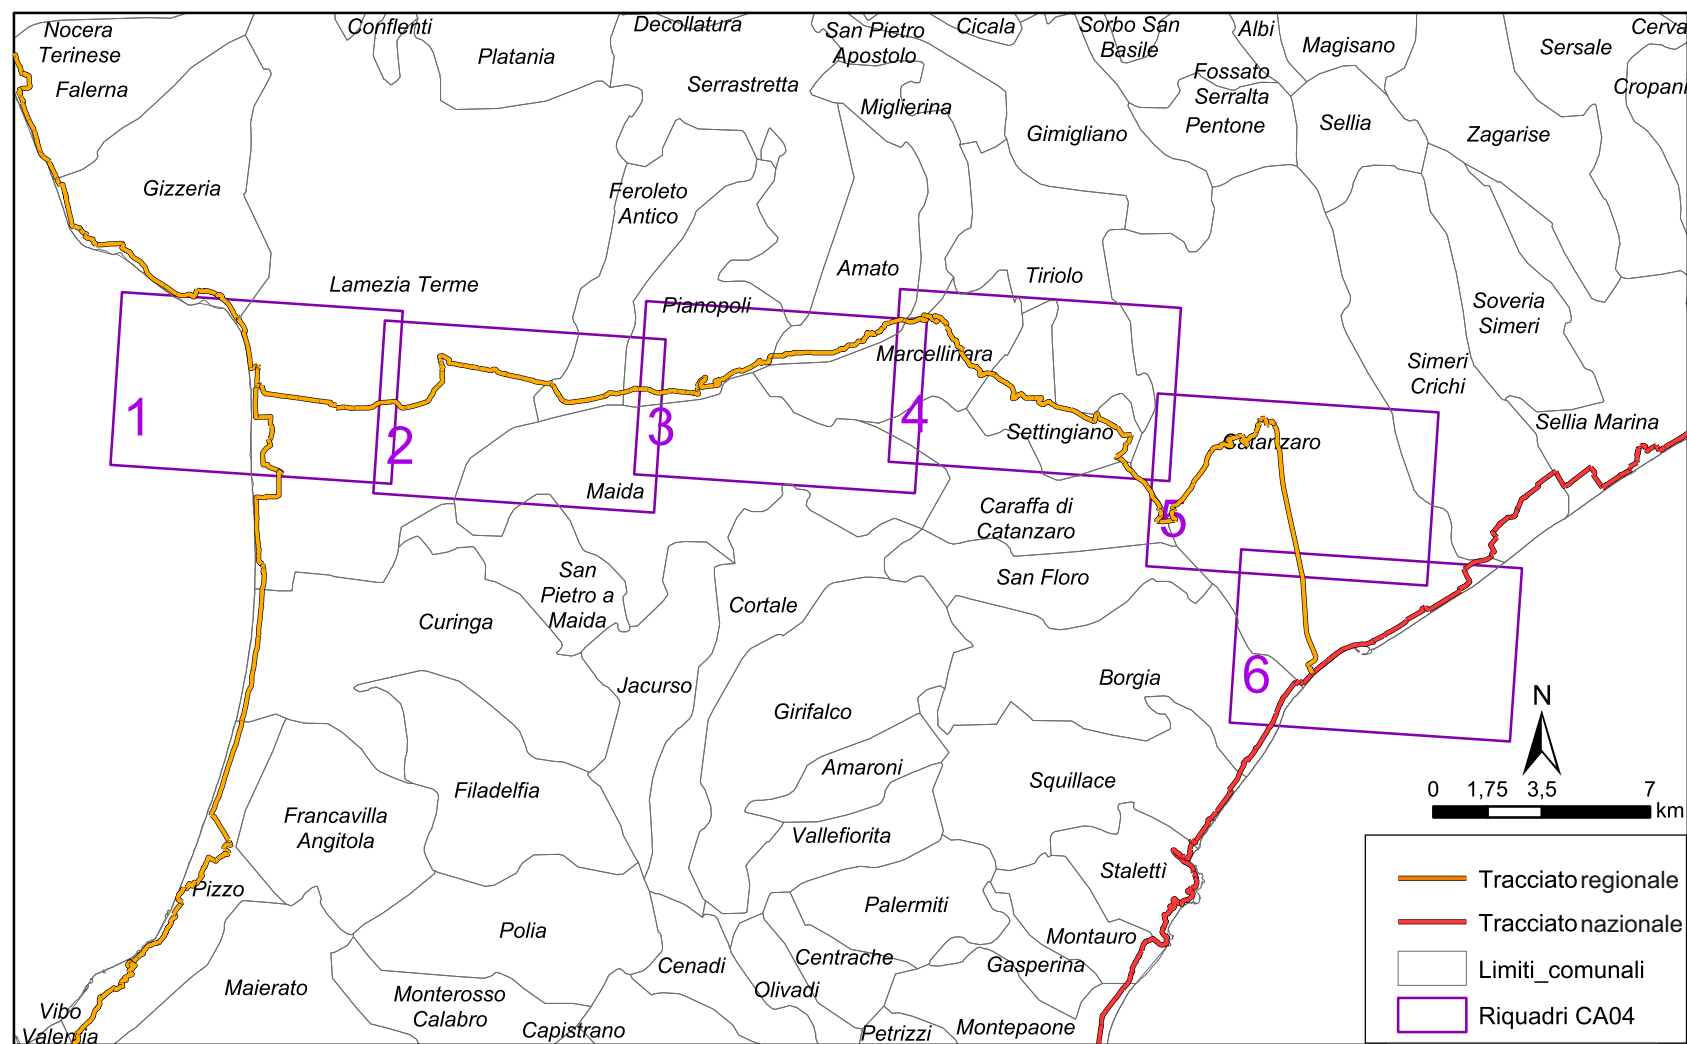 Nocera
Terinese
Conflenti
Decollatura
San Pietro
Apostolo
Cicala
Sorbo San
Basile
Albi
Magisano
Sersale
Cerva
Falerna
Platania
Serrastretta
Miglierina
Gimigliano
Fossato
Serralta
Pentone
Sellia
Zagarise
Cropani
Gizzeria
Feroleto
Antico
Lamezia Terme
Pianopoli
Amato
Tiriolo
Soveria
Simeri
Marcellinara
Simeri
Crichi
1
2
3
4
Settingiano
Catanzaro
Sellia Marina
Maida
Caraffa di
Catanzaro
5
San Floro
San
Pietro a
Maida
Curinga
Cortale
Jacurso
Girifalco
Borgia
6
N
Amaroni
Squillace
0 1,75 3,5 7
km
Filadelfia
Francavilla
Angitola
Vallefiorita
Stalettì
Pizzo
Palermiti
Polia
Montauro
Cenadi
Centrache
Gasperina
Olivadi
Maierato
Monterosso
Calabro
Capistrano
Petrizzi
Montepaone
Vibo
Valentia
Tracciato regionale
Tracciato nazionale
Limiti_comunali
Riquadri CA04